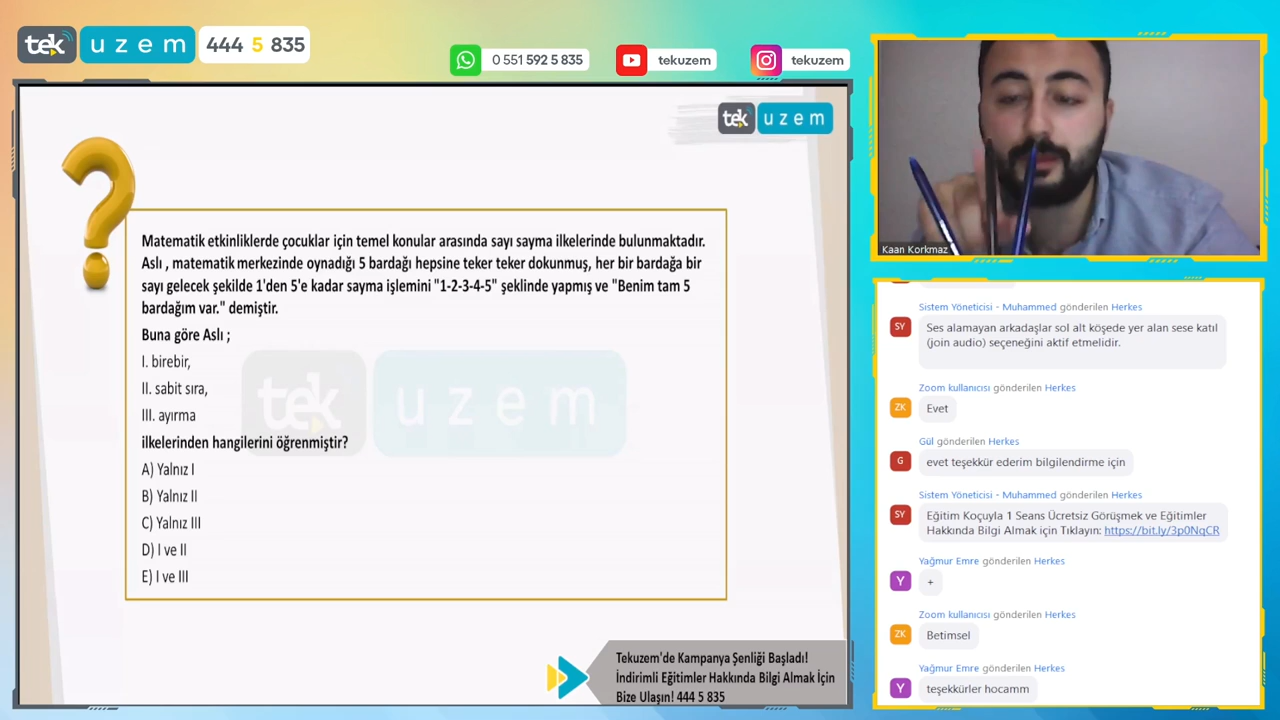 tek uzem 444 5 835
0 551 592 5 835
tekuzem
tekuzem
tek uzem
Matematik etkinliklerde çocuklar için temel konular arasında sayı sayma ilkelerinde bulunmaktadır.
Aslı , matematik merkezinde oynadığı 5 bardağı hepsine teker teker dokunmuş, her bir bardağa bir
sayı gelecek şekilde 1'den 5'e kadar sayma işlemini "1-2-3-4-5" şeklinde yapmış ve "Benim tam 5
bardağım var." demiştir.
Buna göre Aslı ;
I. birebir,
II. sabit sıra,
III. ayırma
ilkelerinden hangilerini öğrenmiştir?
A) Yalnız I
B) Yalnız II
C) Yalnız III
D) I ve II
E) I ve III
tek uzem
Tekuzem'de Kampanya Şenliği Başladı!
İndirimli Eğitimler Hakkında Bilgi Almak İçin
Bize Ulaşın! 444 5 835
Kaan Korkmaz
Sistem Yöneticisi - Muhammed gönderilen Herkes
SY
Ses alamayan arkadaşlar sol alt köşede yer alan sese katıl
(join audio) seçeneğini aktif etmelidir.
Zoom kullanıcısı gönderilen Herkes
ZK
Evet
Gül gönderilen Herkes
G
evet teşekkür ederim bilgilendirme için
Sistem Yöneticisi - Muhammed gönderilen Herkes
SY
Eğitim Koçuyla 1 Seans Ücretsiz Görüşmek ve Eğitimler
Hakkında Bilgi Almak için Tıklayın: https://bit.ly/3p0NqCR
Yağmur Emre gönderilen Herkes
Y
+
Zoom kullanıcısı gönderilen Herkes
ZK
Betimsel
Yağmur Emre gönderilen Herkes
Y
teşekkürler hocamm